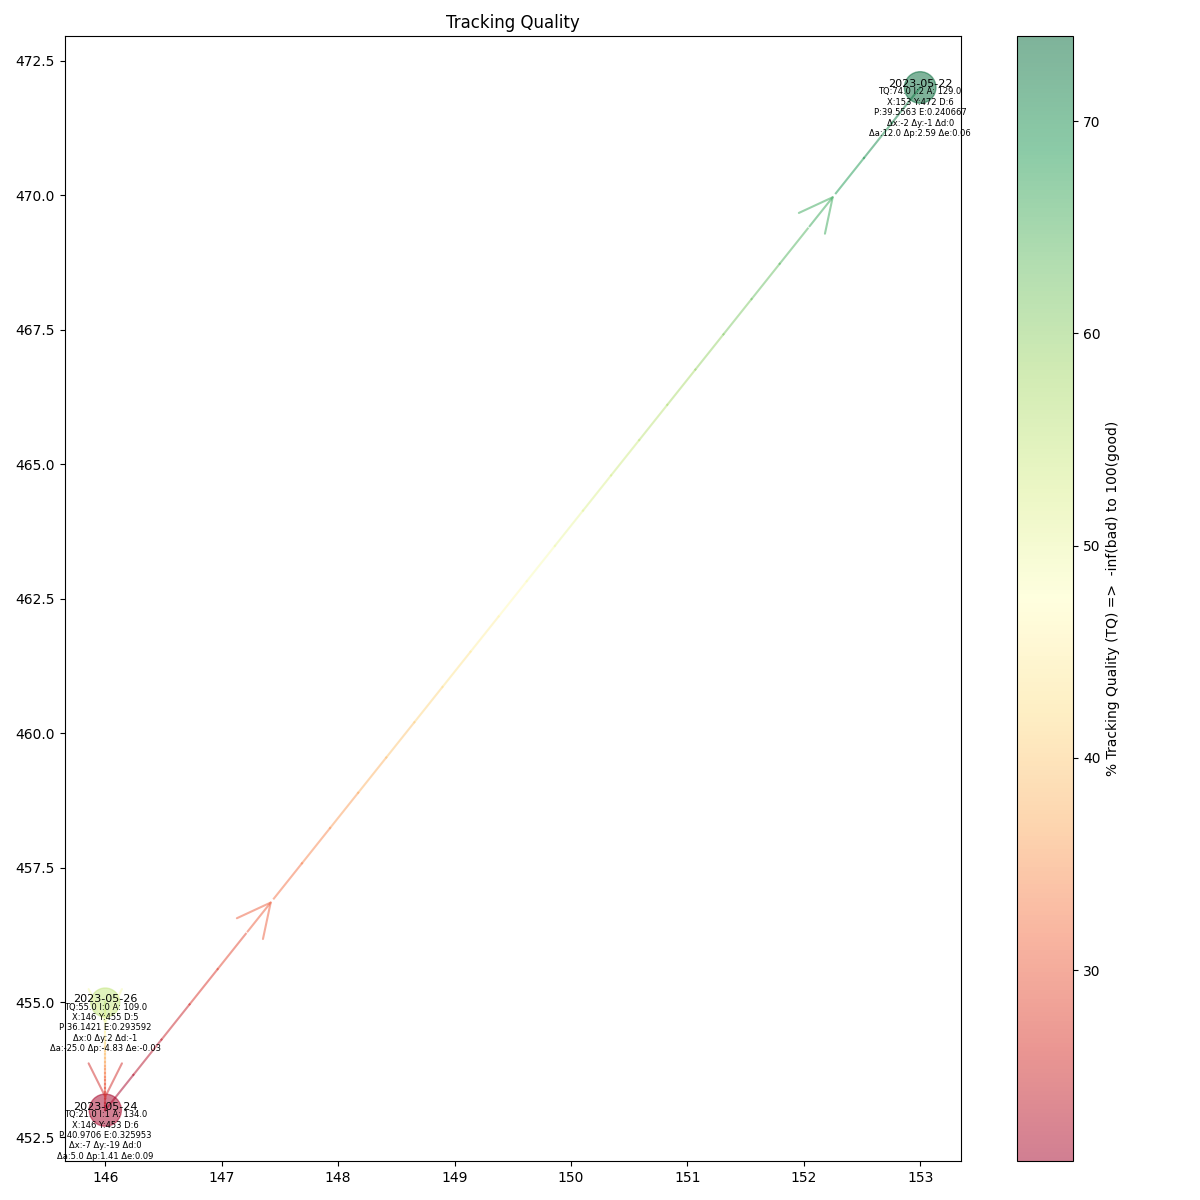 Tracking Quality
472.5
470.0
467.5
465.0
462.5
460.0
457.5
455.0
452.5
146
147
148
149
150
151
152
153
2023-05-22
TQ:74.0 I:2 A: 129.0
X:153 Y:472 D:6
P:39.5563 E:0.240667
Δx:-2 Δy:-1 Δd:0
Δa:12.0 Δp:2.59 Δe:0.06
2023-05-26
TQ:55.0 I:0 A: 109.0
X:146 Y:455 D:5
P:36.1421 E:0.293592
Δx:0 Δy:2 Δd:-1
Δa:-25.0 Δp:-4.83 Δe:-0.03
2023-05-24
TQ:21.0 I:1 A: 134.0
X:146 Y:453 D:6
P:40.9706 E:0.325953
Δx:-7 Δy:-19 Δd:0
Δa:5.0 Δp:1.41 Δe:0.09
70
60
50
40
30
% Tracking Quality (TQ) => -inf(bad) to 100(good)